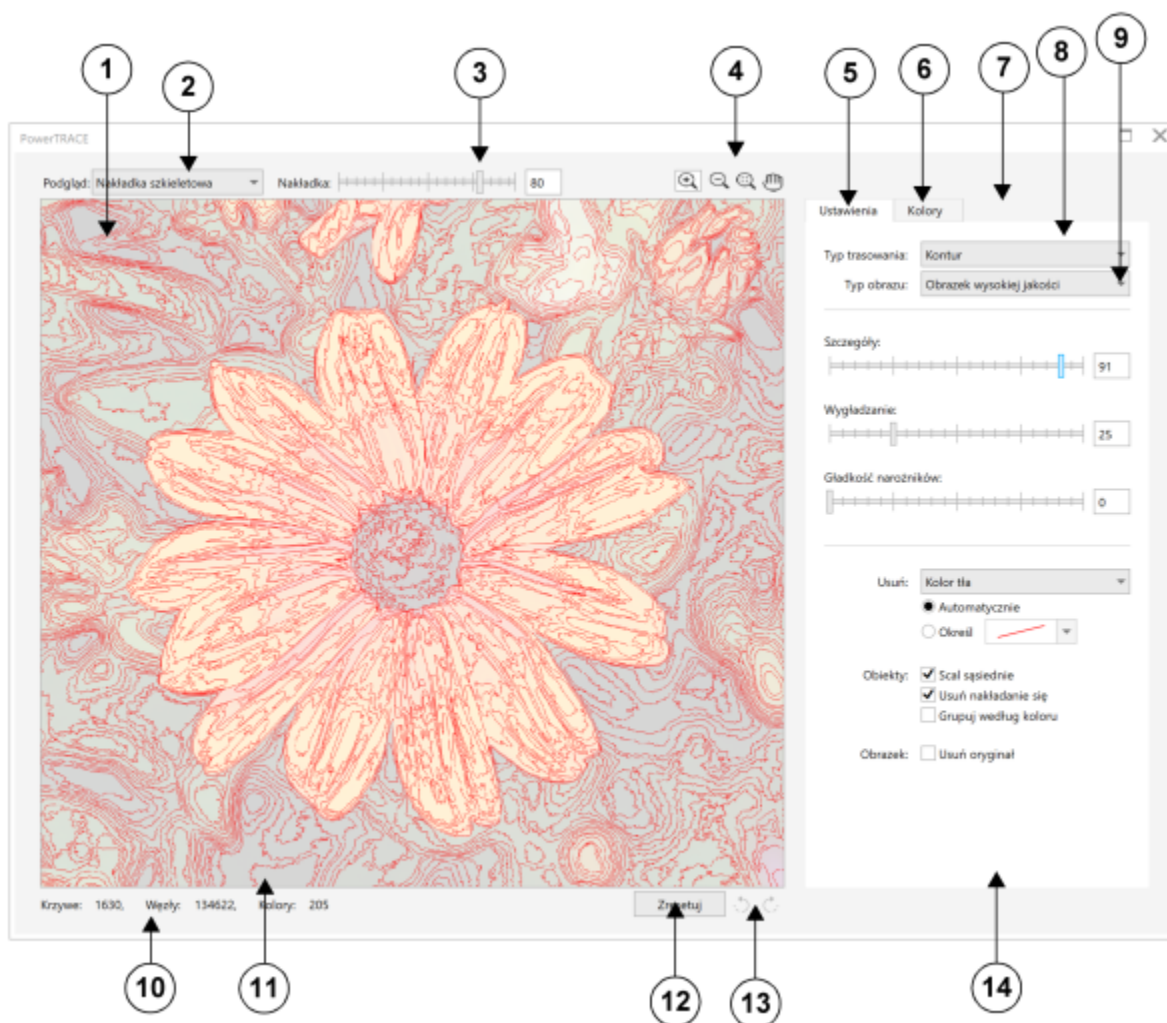 1 2 3 4 5 6 7 8 9
PowerTRACE
Podgląd: Nakładka szkieletowa Nakładka: 80
Ustawienia Kolory
Typ trasowania: Kontur
Typ obrazu: Obrazek wysokiej jakości
Szczegóły:
91
Wygładzanie:
25
Gładkość narożników:
0
Usuń: Kolor tła
Automatycznie
Określ
Obiekty: Scal sąsiednie
Usuń nakładanie się
Grupuj według koloru
Obrazek: Usuń oryginał
Krzywe: 1630, Węzły: 134622, Kolory: 205 Zresetuj
10 11 12 13 14